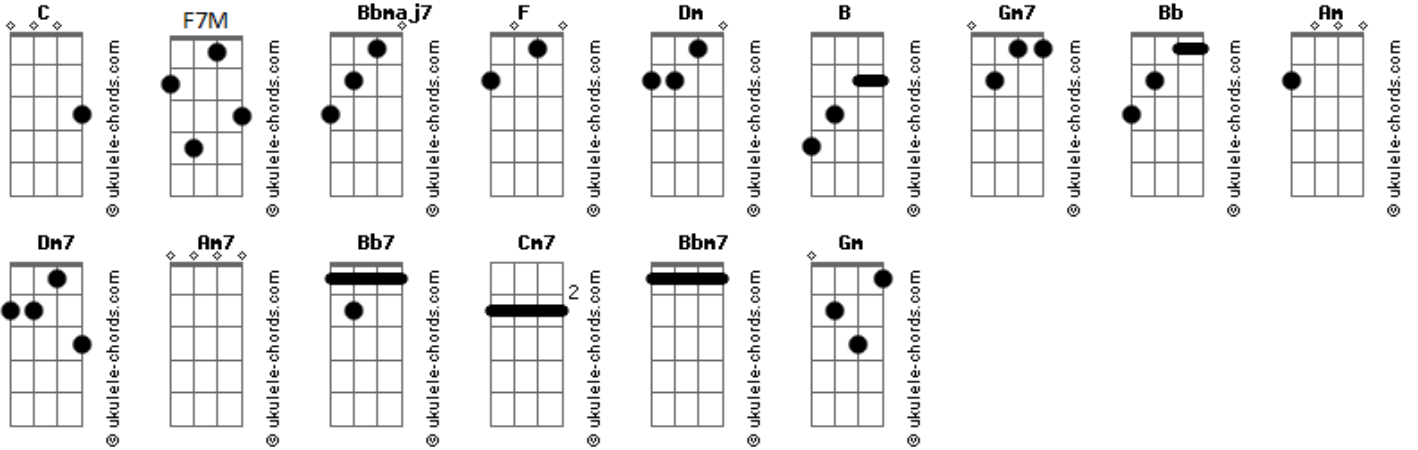 C F7M Bbmaj7 F Dm B Gm7 Bb Am
© ukulele-chords.com © ukulele-chords.com © ukulele-chords.com © ukulele-chords.com © ukulele-chords.com © ukulele-chords.com © ukulele-chords.com © ukulele-chords.com © ukulele-chords.com
Dm7 Am7 Bb7 Cm7 Bbm7 Gm
2
© ukulele-chords.com © ukulele-chords.com © ukulele-chords.com © ukulele-chords.com © ukulele-chords.com © ukulele-chords.com